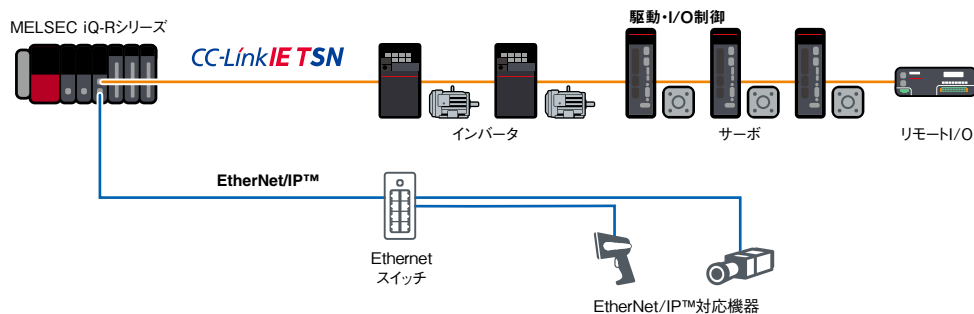 駆動・I/O制御
MELSEC iQ-Rシリーズ
CC-Link IE TSN
インバータ
サーボ
リモートI/O
EtherNet/IP™
Ethernet
スイッチ
EtherNet/IP™対応機器